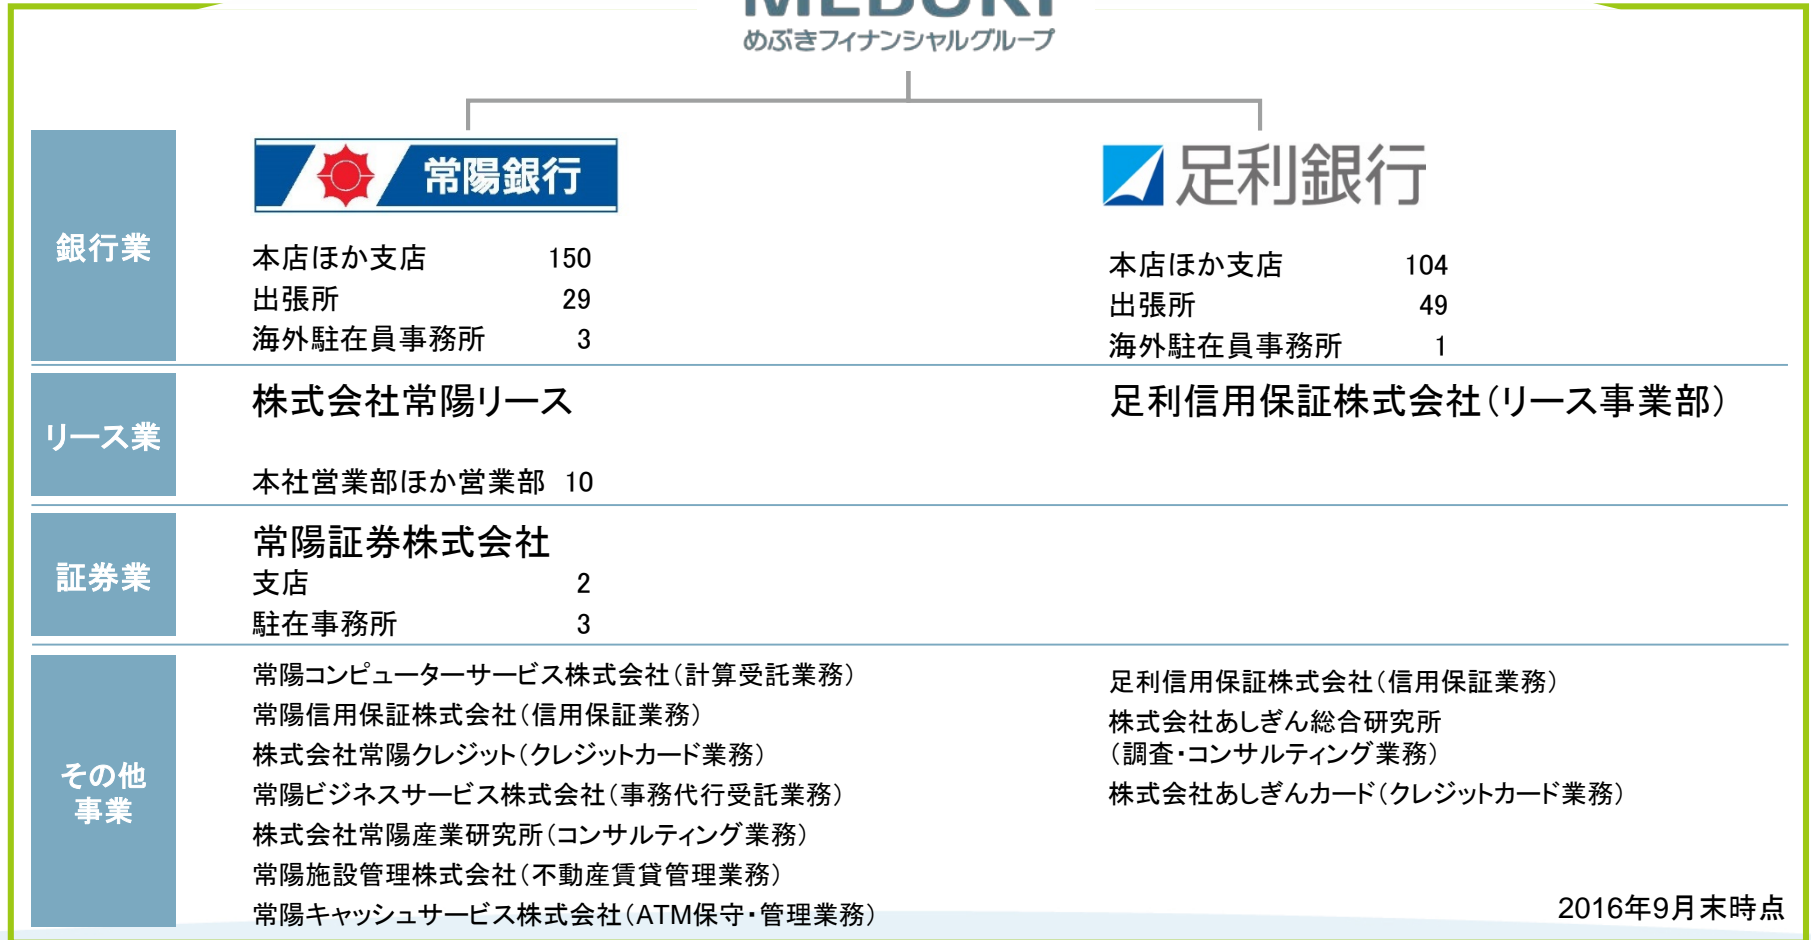 MEBUKI
めぶきフィナンシャルグループ
銀行業
常陽銀行
本店ほか支店 150
出張所 29
海外駐在員事務所 3
足利銀行
本店ほか支店 104
出張所 49
海外駐在員事務所 1
リース業
株式会社常陽リース
本社営業部ほか営業部 10
足利信用保証株式会社（リース事業部）
証券業
常陽証券株式会社
支店 2
駐在事務所 3
その他
事業
常陽コンピューターサービス株式会社（計算受託業務）
常陽信用保証株式会社（信用保証業務）
株式会社常陽クレジット（クレジットカード業務）
常陽ビジネスサービス株式会社（事務代行受託業務）
株式会社常陽産業研究所（コンサルティング業務）
常陽施設管理株式会社（不動産賃貸管理業務）
常陽キャッシュサービス株式会社（ATM保守・管理業務）
足利信用保証株式会社（信用保証業務）
株式会社あしぎん総合研究所
（調査・コンサルティング業務）
株式会社あしぎんカード（クレジットカード業務）
2016年9月末時点